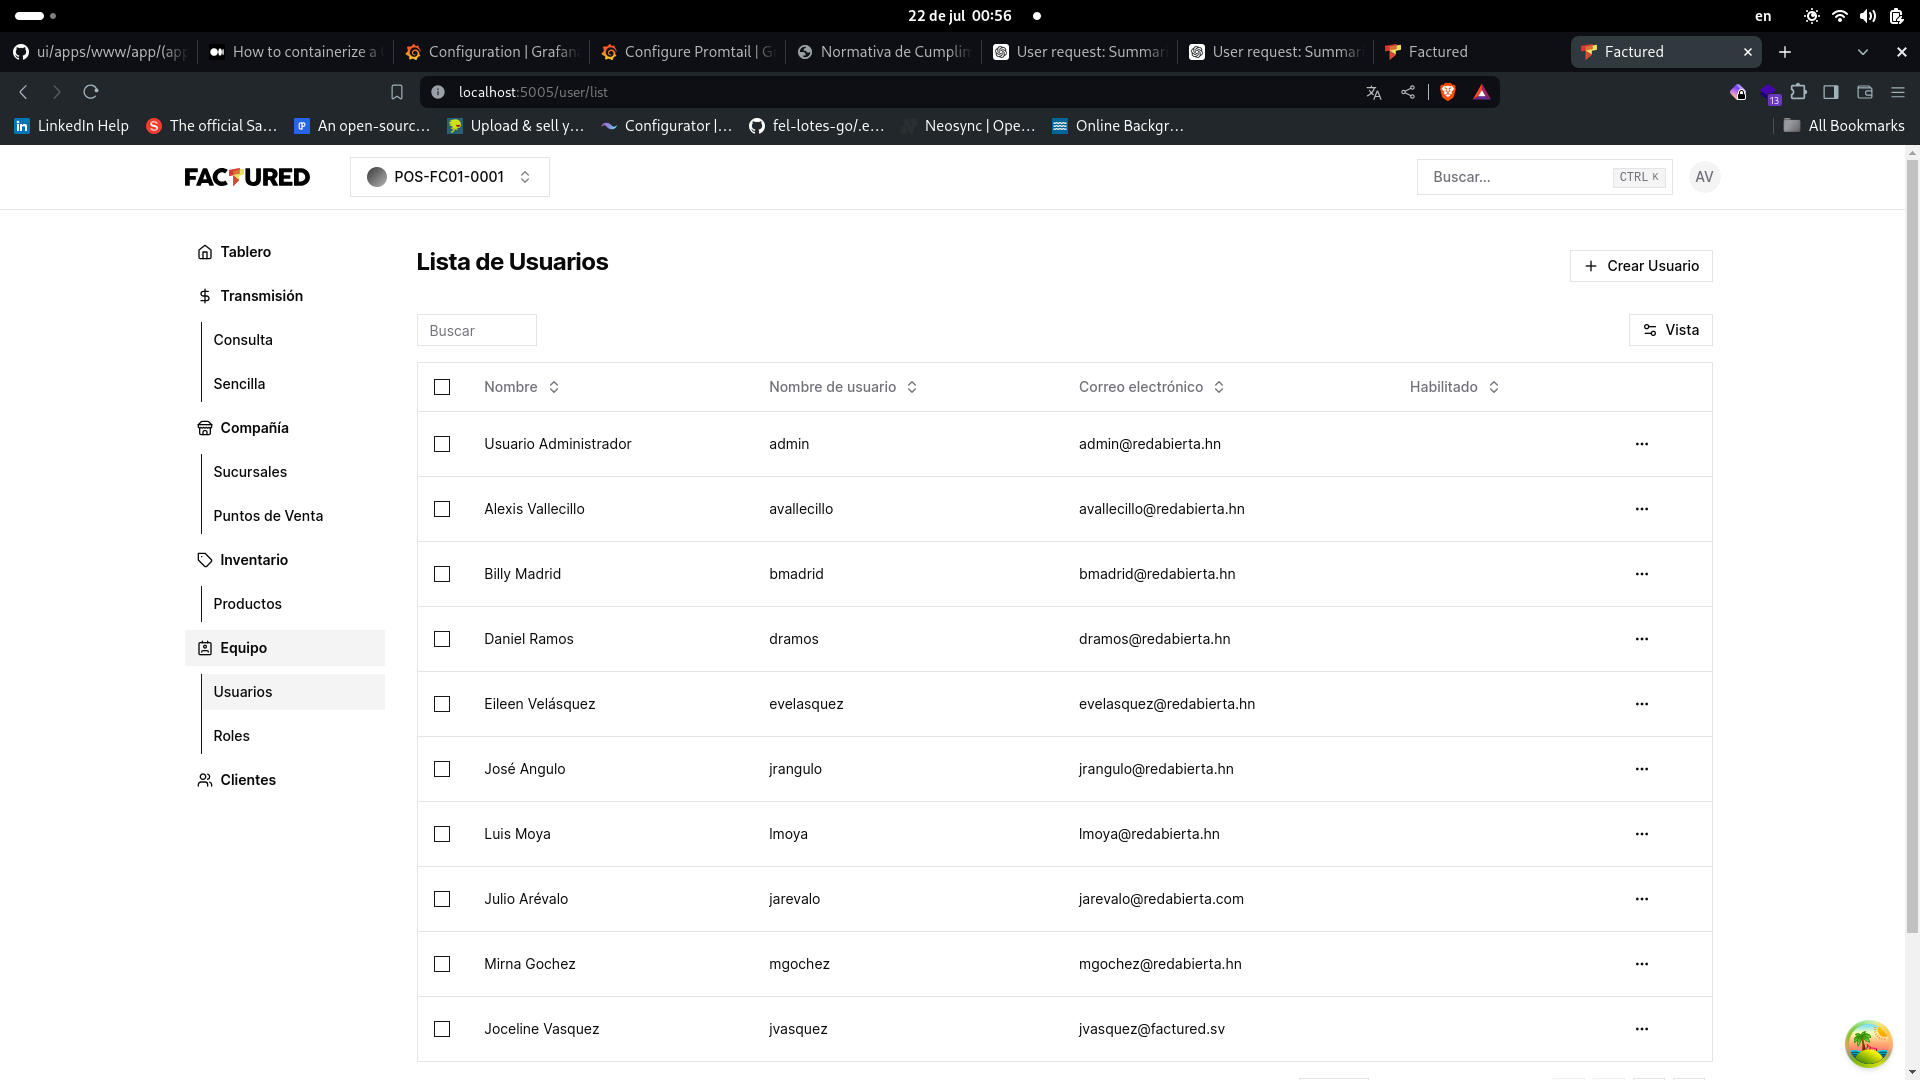 22 de jul 00:56
en
ui/apps/www/app/(app
How to containerize a
Configuration | Grafana
Configure Promtail | G
Normativa de Cumplim
User request: Summari
User request: Summari
Factured
Factured
localhost:5005/user/list
13
LinkedIn Help
The official Sa...
An open-sourc...
Upload & sell y...
Configurator |...
fel-lotes-go/.e...
Neosync | Ope...
Online Backgr...
All Bookmarks
FACTURED
POS-FC01-0001
Buscar...
CTRL K
AV
Tablero
Transmisión
Consulta
Sencilla
Compañía
Sucursales
Puntos de Venta
Inventario
Productos
Equipo
Usuarios
Roles
Clientes
Lista de Usuarios
Crear Usuario
Buscar
Vista
Nombre Nombre de usuario Correo electrónico Habilitado
Usuario Administrador admin admin@redabierta.hn
Alexis Vallecillo avallecillo avallecillo@redabierta.hn
Billy Madrid bmadrid bmadrid@redabierta.hn
Daniel Ramos dramos dramos@redabierta.hn
Eileen Velásquez evelasquez evelasquez@redabierta.hn
José Angulo jrangulo jrangulo@redabierta.hn
Luis Moya lmoya lmoya@redabierta.hn
Julio Arévalo jarevalo jarevalo@redabierta.com
Mirna Gochez mgochez mgochez@redabierta.hn
Joceline Vasquez jvasquez jvasquez@factured.sv